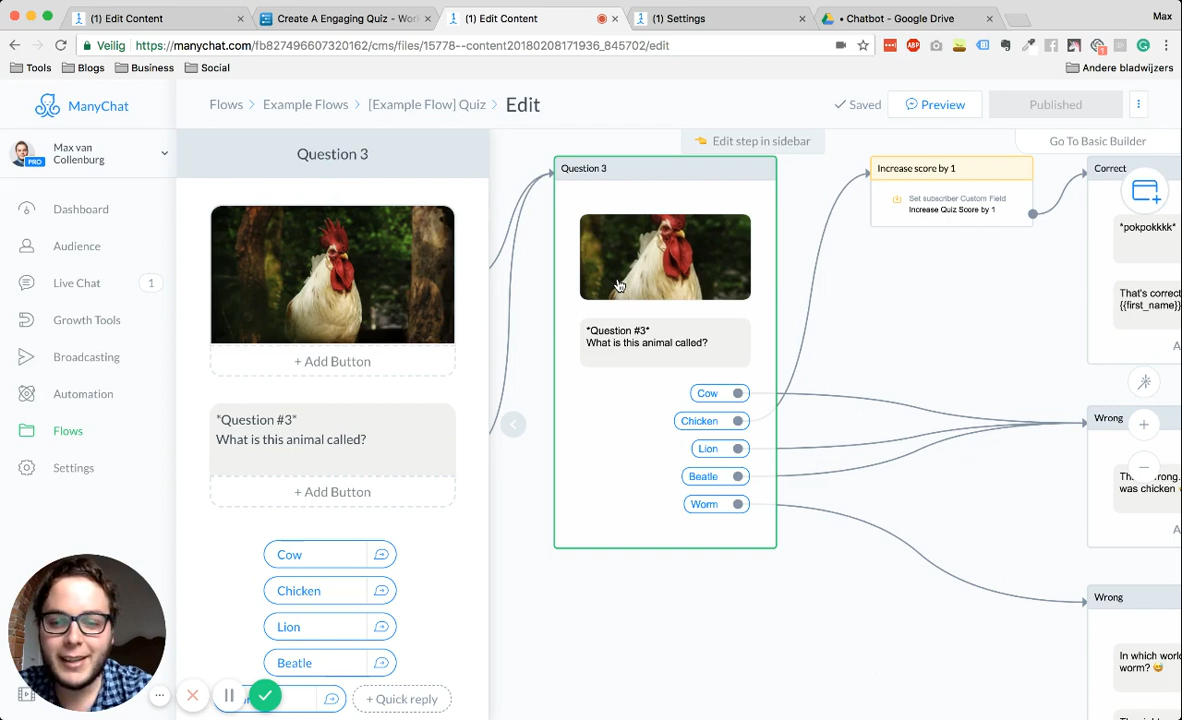 (1) Edit Content
Create A Engaging Quiz - Wor
(1) Edit Content
(1) Settings
• Chatbot - Google Drive
Max
Veilig
https://manychat.com/fb827496607320162/cms/files/15778--content20180208171936_845702/edit
Tools
Blogs
Business
Social
Andere bladwijzers
ManyChat
Flows > Example Flows > [Example Flow] Quiz > Edit
Saved
Preview
Published
Max van
Collenburg
PRO
Dashboard
Audience
Live Chat
1
Growth Tools
Broadcasting
Automation
Flows
Settings
Question 3
+ Add Button
*Question #3*
What is this animal called?
+ Add Button
Cow
Chicken
Lion
Beatle
+ Quick reply
Edit step in sidebar
Go To Basic Builder
Question 3
*Question #3*
What is this animal called?
Cow
Chicken
Lion
Beatle
Worm
Increase score by 1
Set subscriber Custom Field
Increase Quiz Score by 1
Correct
*pokpokkkk*
That's correct
{{first_name}}
Wrong
was chicken
Wrong
In which worl
worm?